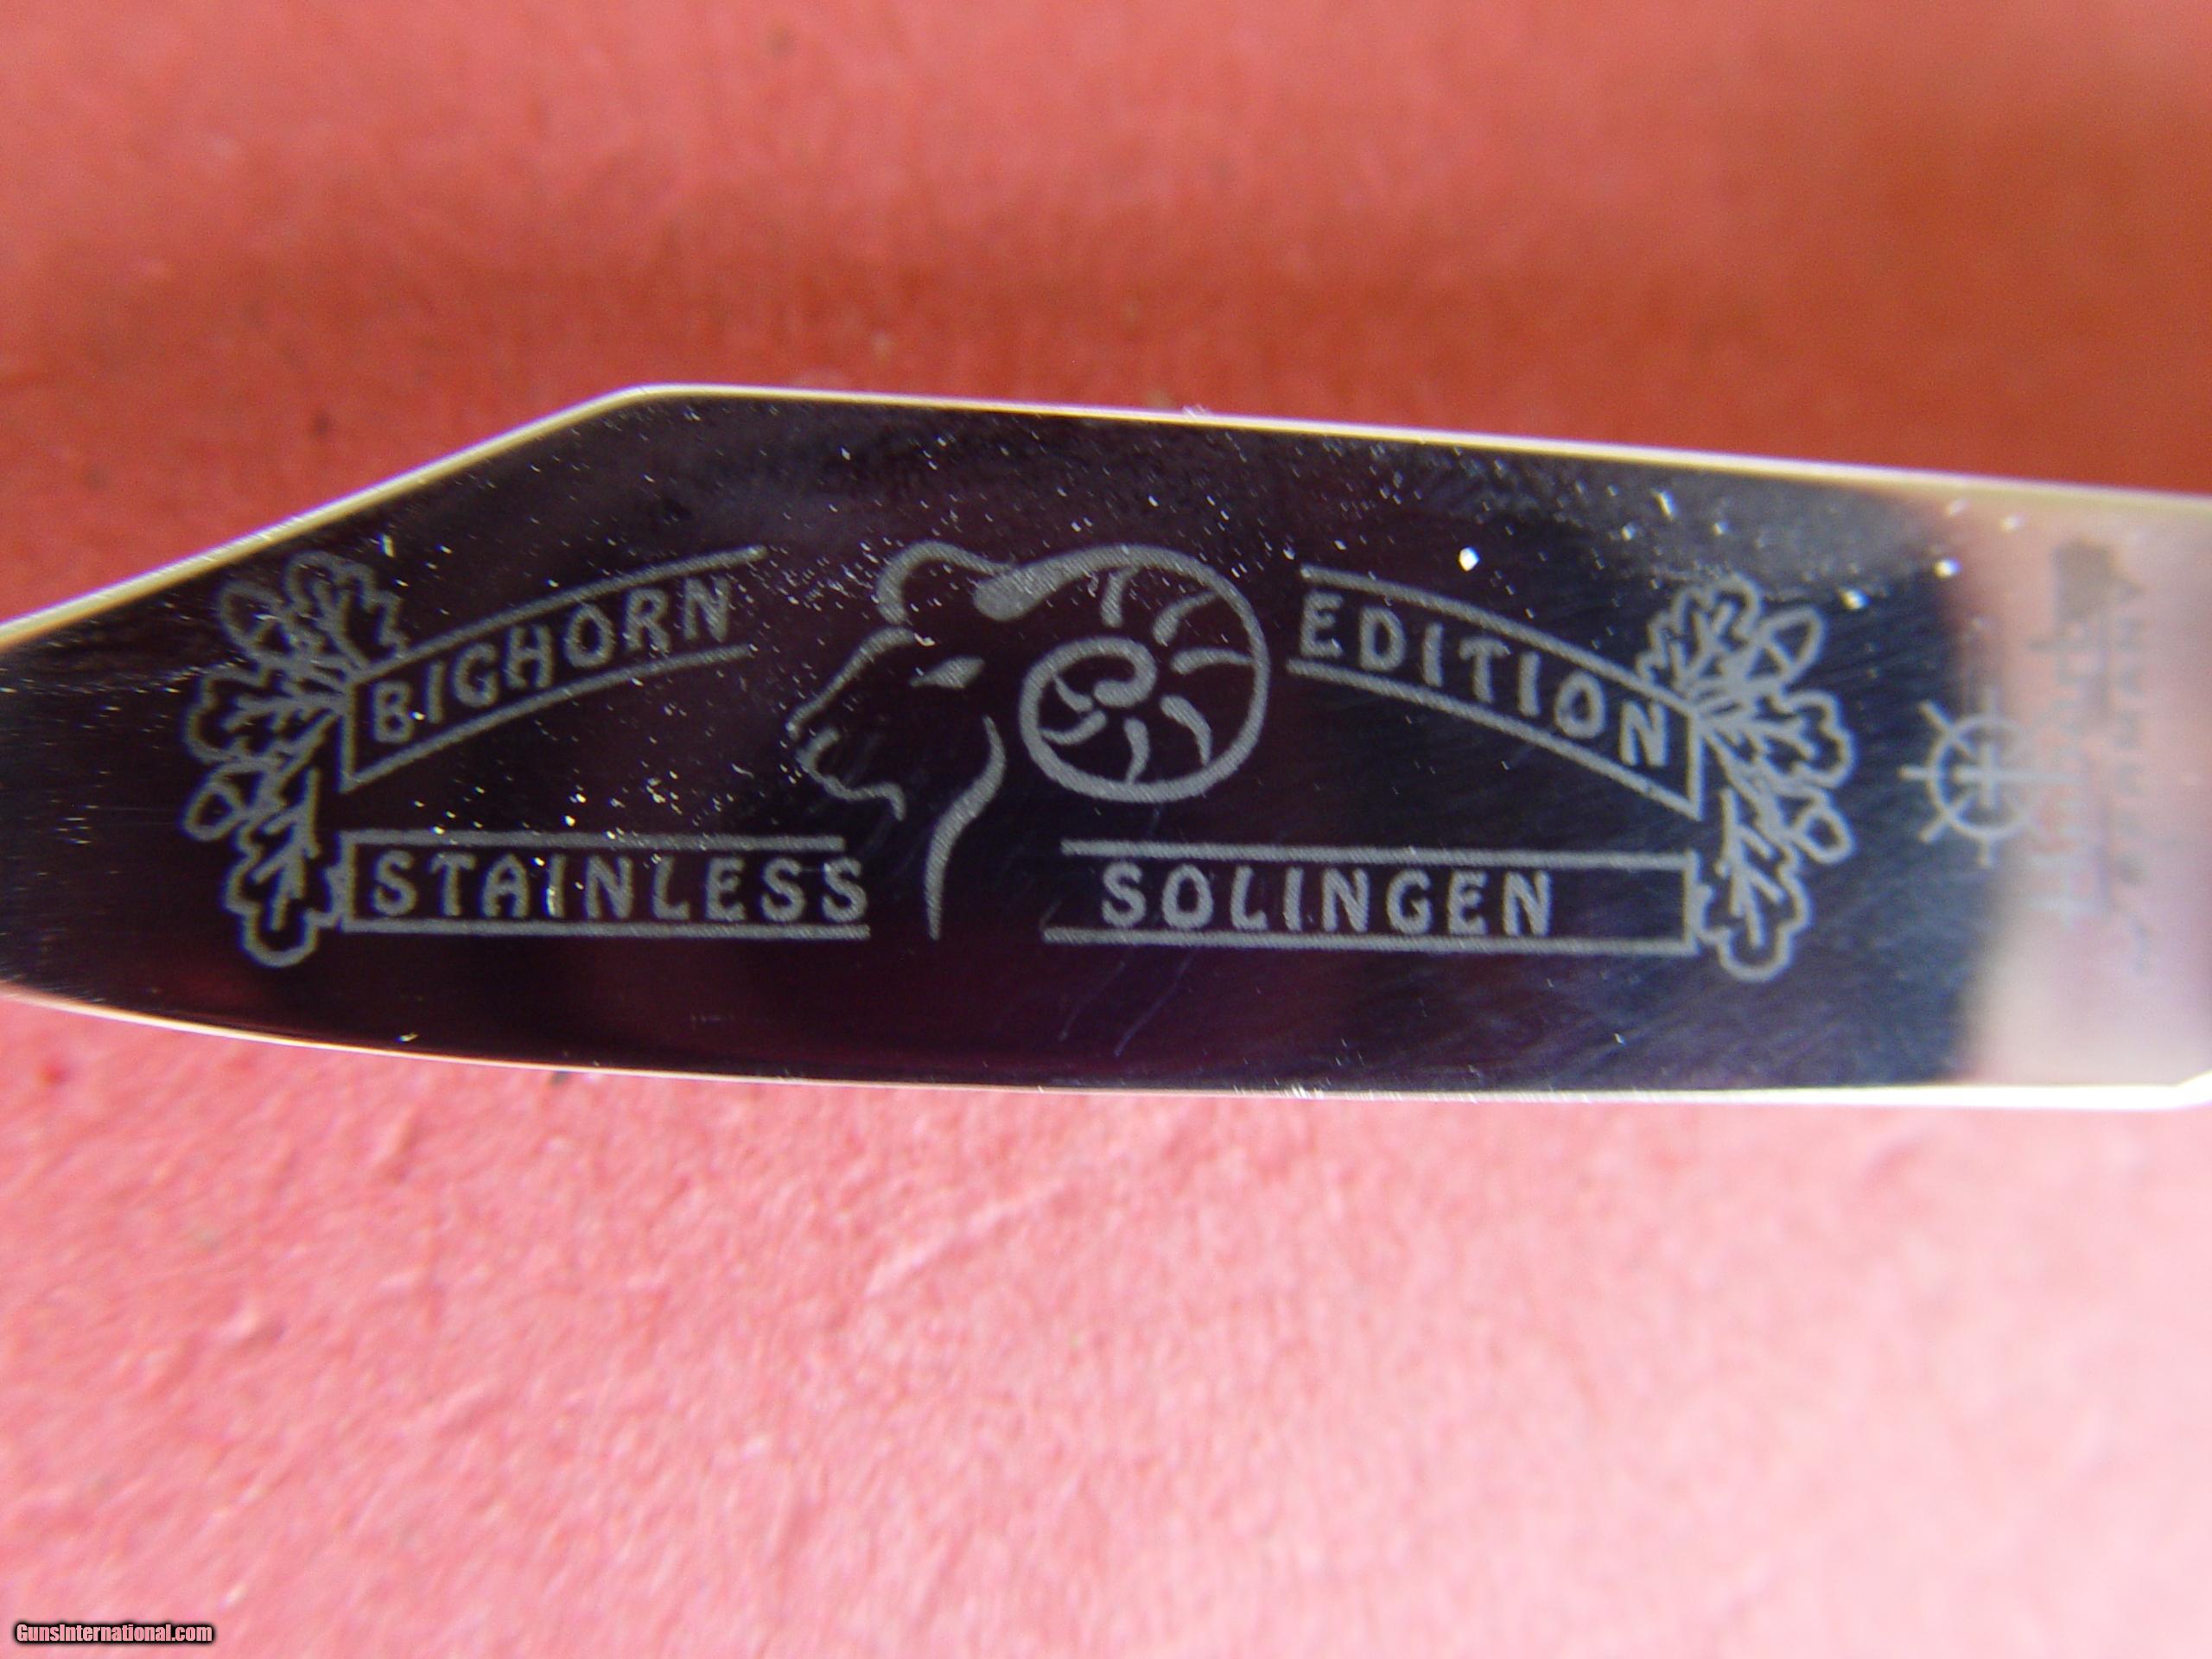 BIGHORN EDITION
STAINLESS SOLINGEN
GunsInternational.com